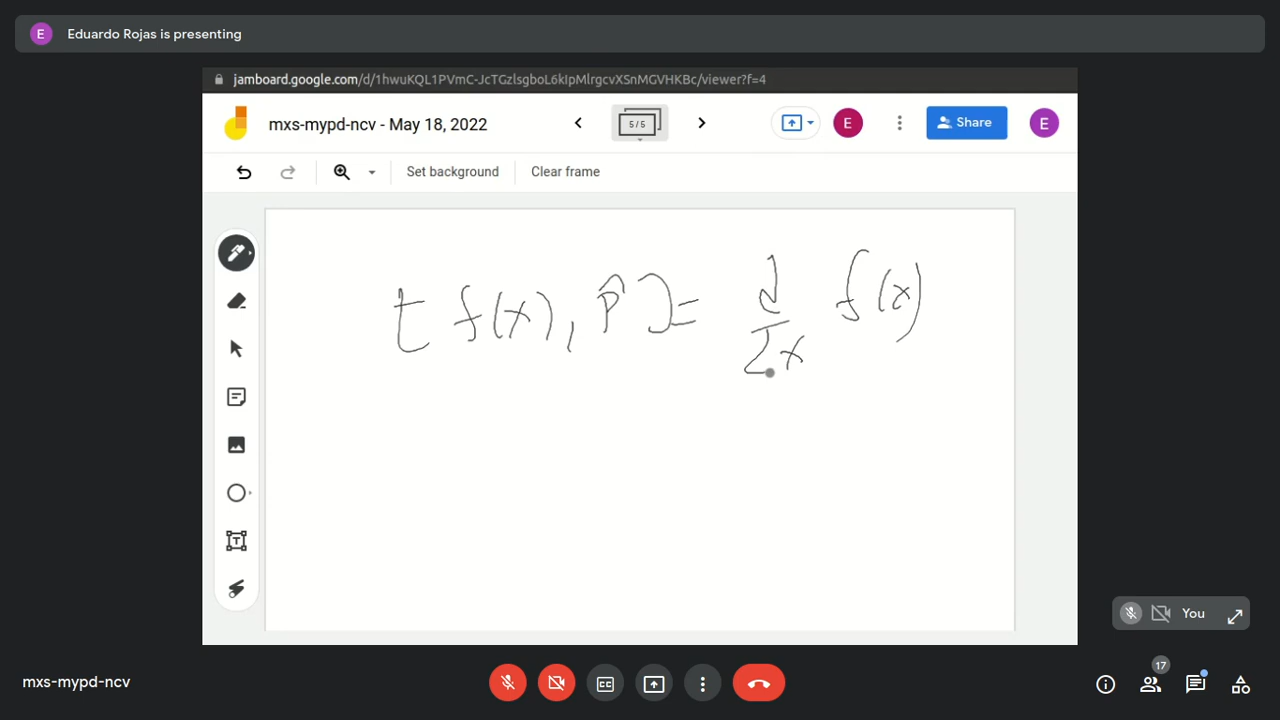 E Eduardo Rojas is presenting
jamboard.google.com/d/1hwuKQL1PVmC-JcTGzlsgboL6kIpMlrgcvXSnMGVHKBc/viewer?f=4
mxs-mypd-ncv - May 18, 2022
5/5
E
Share
E
Set background
Clear frame
[f(x), p̂] = d/dx f(x)
T
You
mxs-mypd-ncv
CC
17